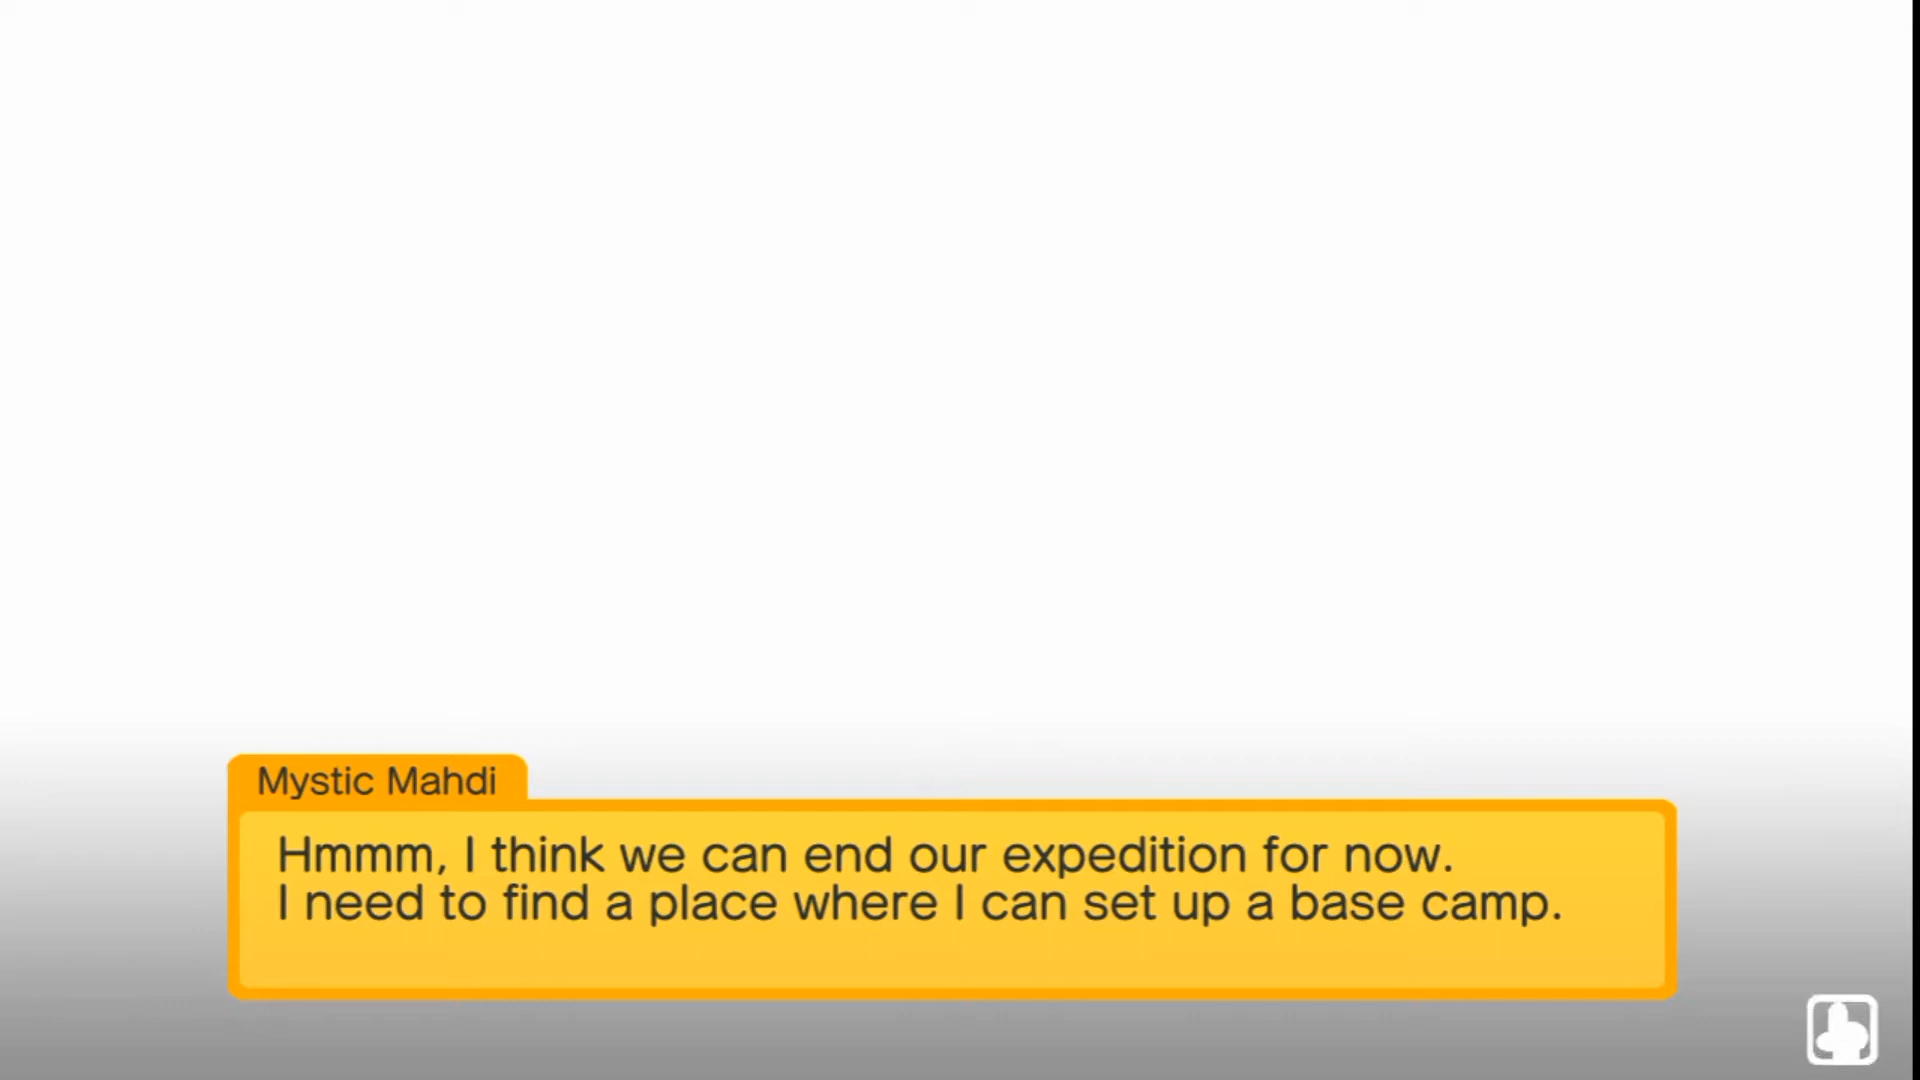 Mystic Mahdi
Hmmm, I think we can end our expedition for now.
I need to find a place where I can set up a base camp.